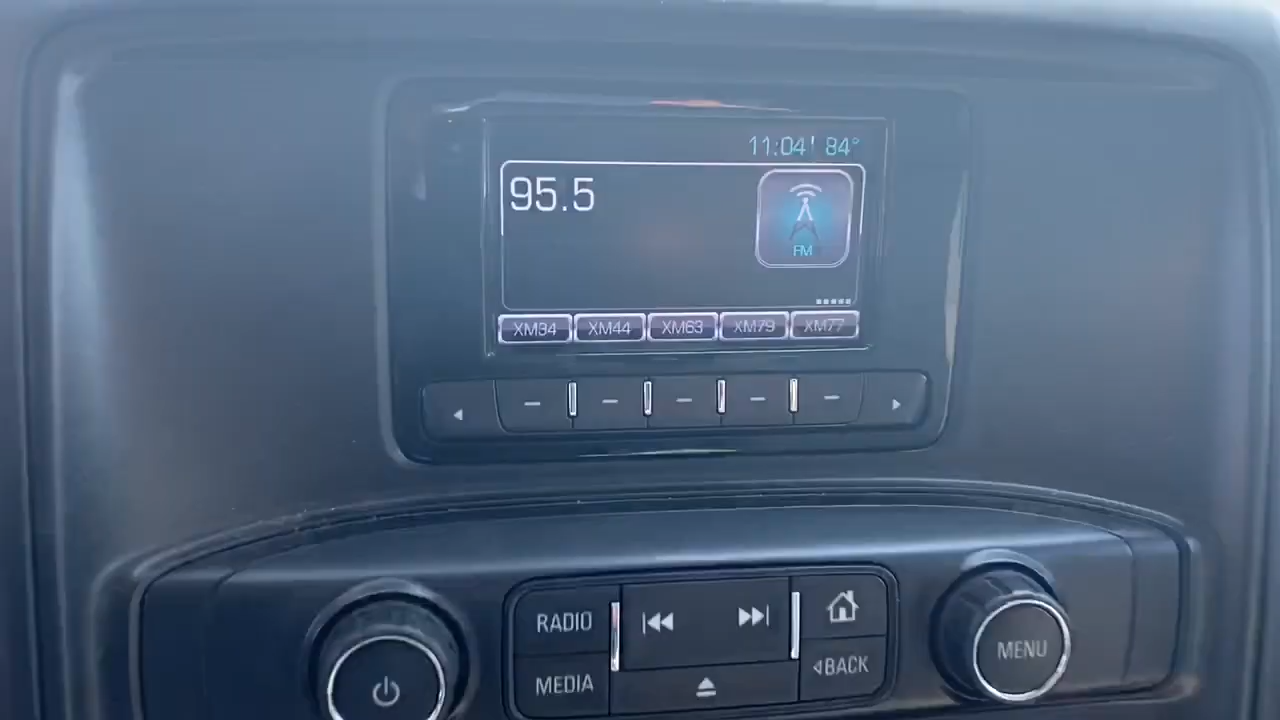 11:04 84°
95.5
FM
XM34 XM44 XM63 XM79 XM77
RADIO
MEDIA
BACK
MENU